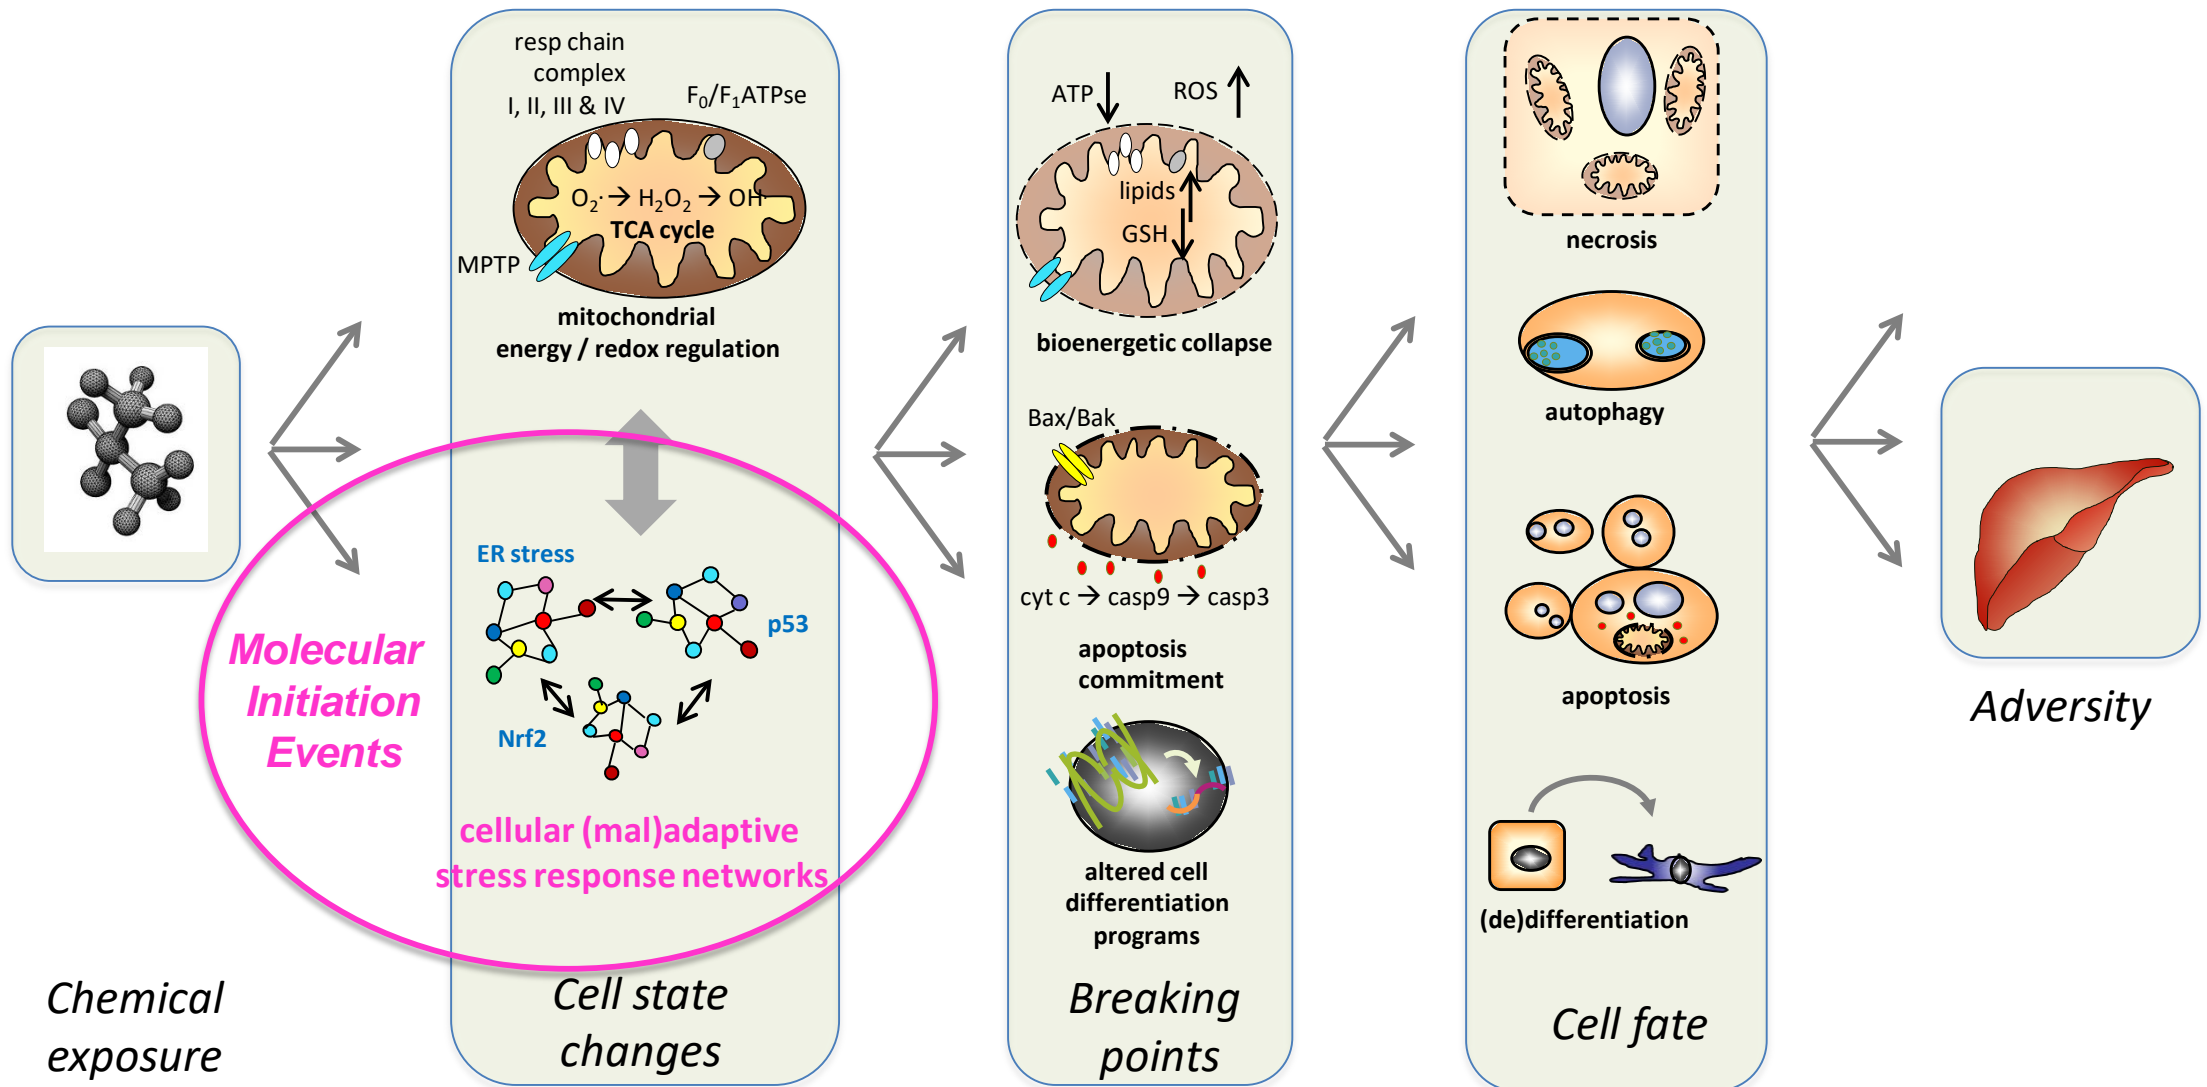 resp chain
complex
I, II, III & IV
F₀/F₁ATPse
O₂· → H₂O₂ → OH·
TCA cycle
MPTP
mitochondrial
energy / redox regulation
ER stress
p53
Nrf2
Molecular
Initiation
Events
cellular (mal)adaptive
stress response networks
Chemical
exposure
Cell state
changes
ATP
ROS
lipids
GSH
bioenergetic collapse
Bax/Bak
cyt c → casp9 → casp3
apoptosis
commitment
altered cell
differentiation
programs
Breaking
points
necrosis
autophagy
apoptosis
(de)differentiation
Cell fate
Adversity